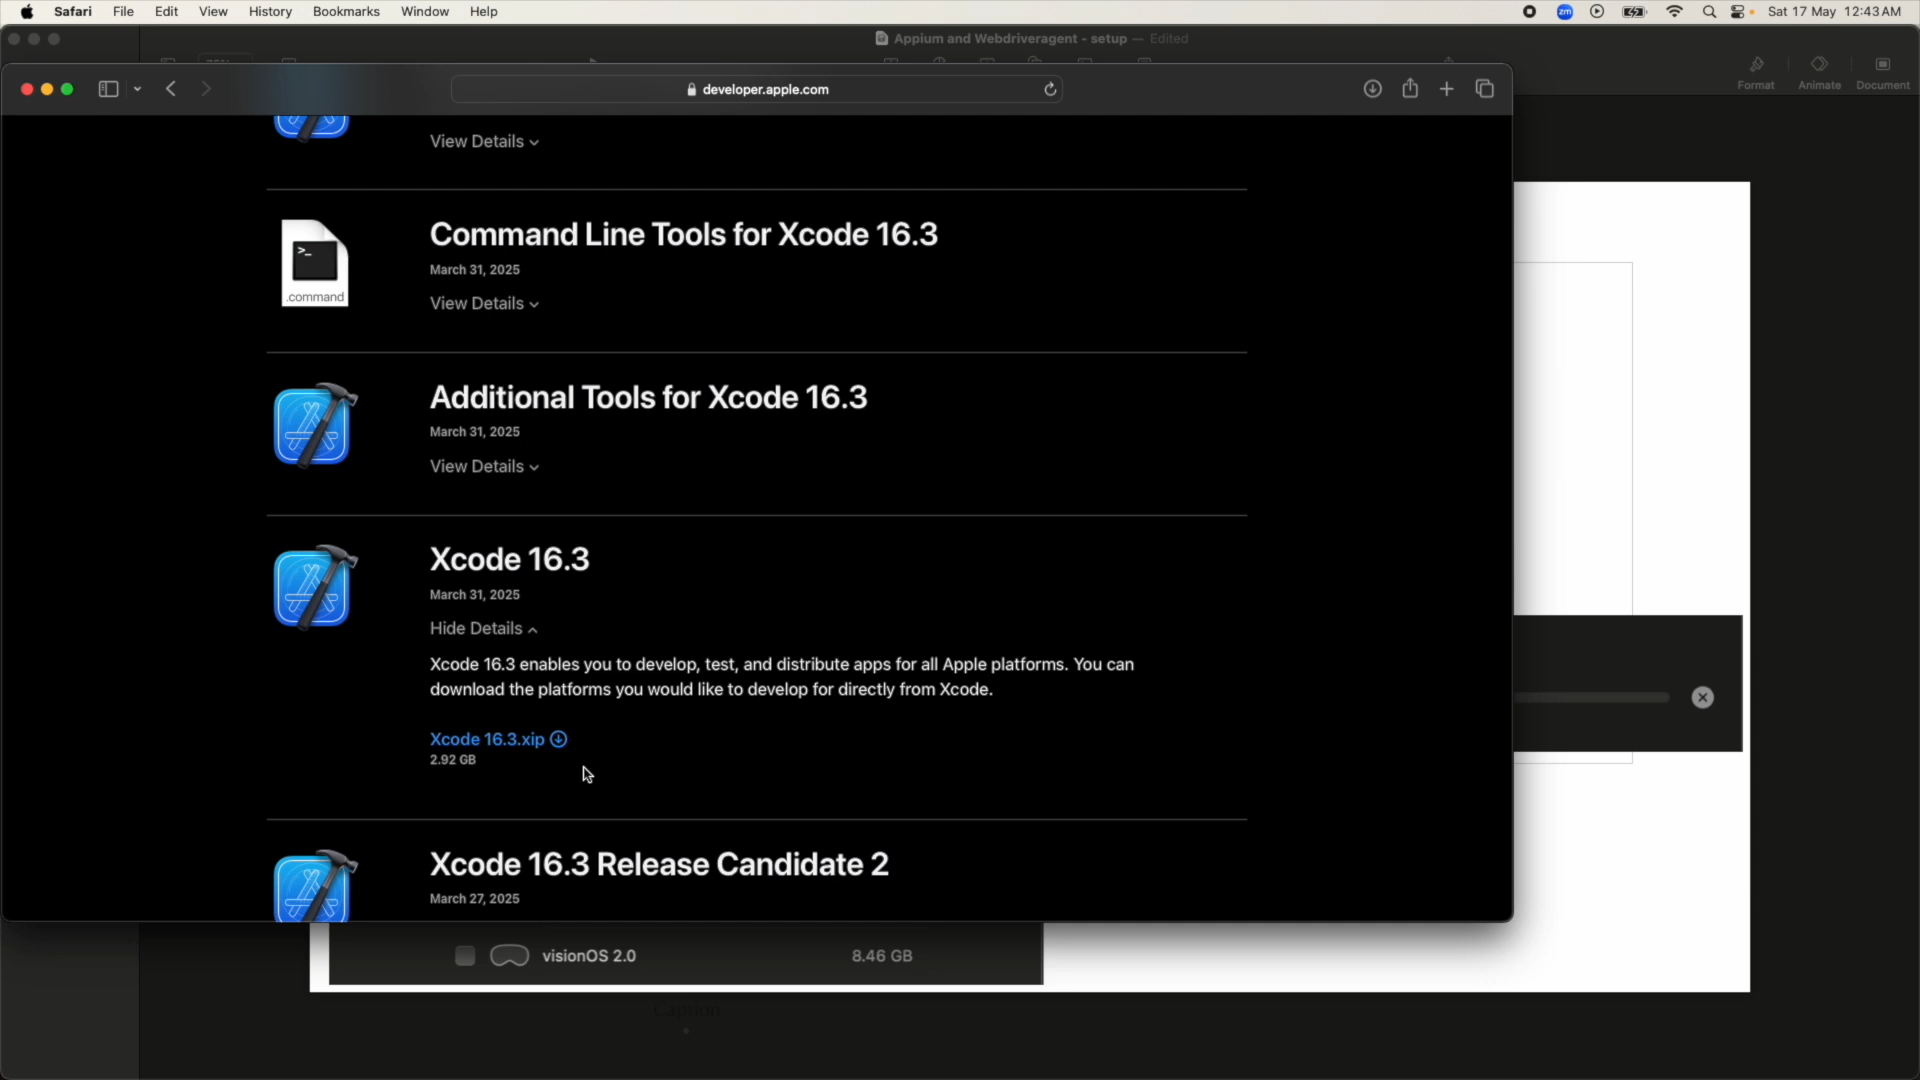 Safari File Edit View History Bookmarks Window Help
zm
Sat 17 May 12:43 AM
Appium and Webdriveragent - setup — Edited
Format Animate Document
developer.apple.com
View Details
Command Line Tools for Xcode 16.3
March 31, 2025
View Details
.command
Additional Tools for Xcode 16.3
March 31, 2025
View Details
Xcode 16.3
March 31, 2025
Hide Details
Xcode 16.3 enables you to develop, test, and distribute apps for all Apple platforms. You can
download the platforms you would like to develop for directly from Xcode.
Xcode 16.3.xip
2.92 GB
Xcode 16.3 Release Candidate 2
March 27, 2025
visionOS 2.0 8.46 GB
Caption